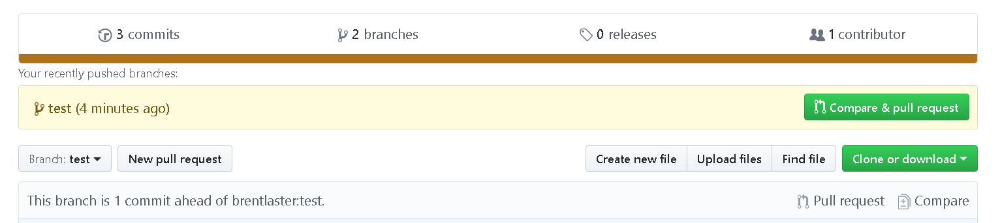 3 commits 2 branches 0 releases 1 contributor
Your recently pushed branches:
test (4 minutes ago) Compare & pull request
Branch: test New pull request Create new file Upload files Find file Clone or download
This branch is 1 commit ahead of brentlaster:test. Pull request Compare